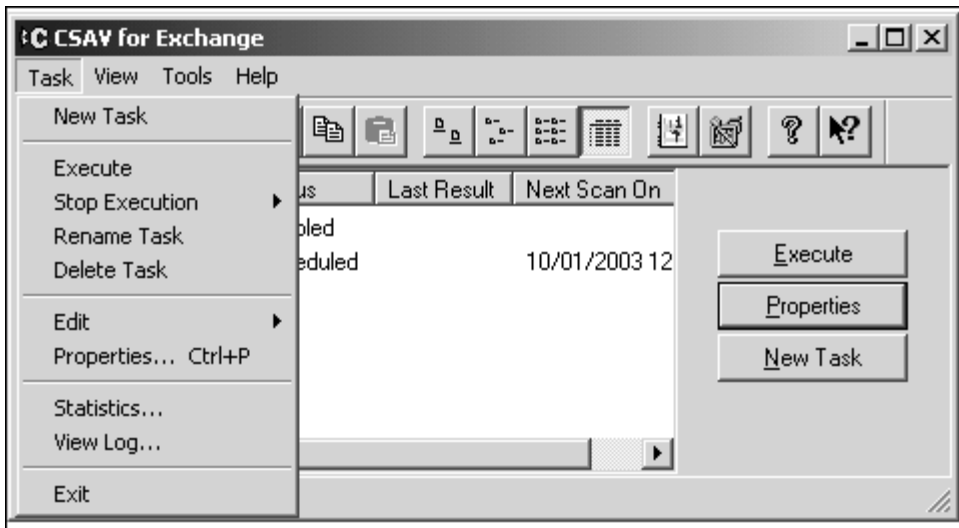 CSAV for Exchange
Task View Tools Help
New Task
Execute
Stop Execution
Rename Task
Delete Task
Edit
Properties... Ctrl+P
Statistics...
View Log...
Exit
us Last Result Next Scan On
bled
eduled 10/01/2003 12
Execute
Properties
New Task